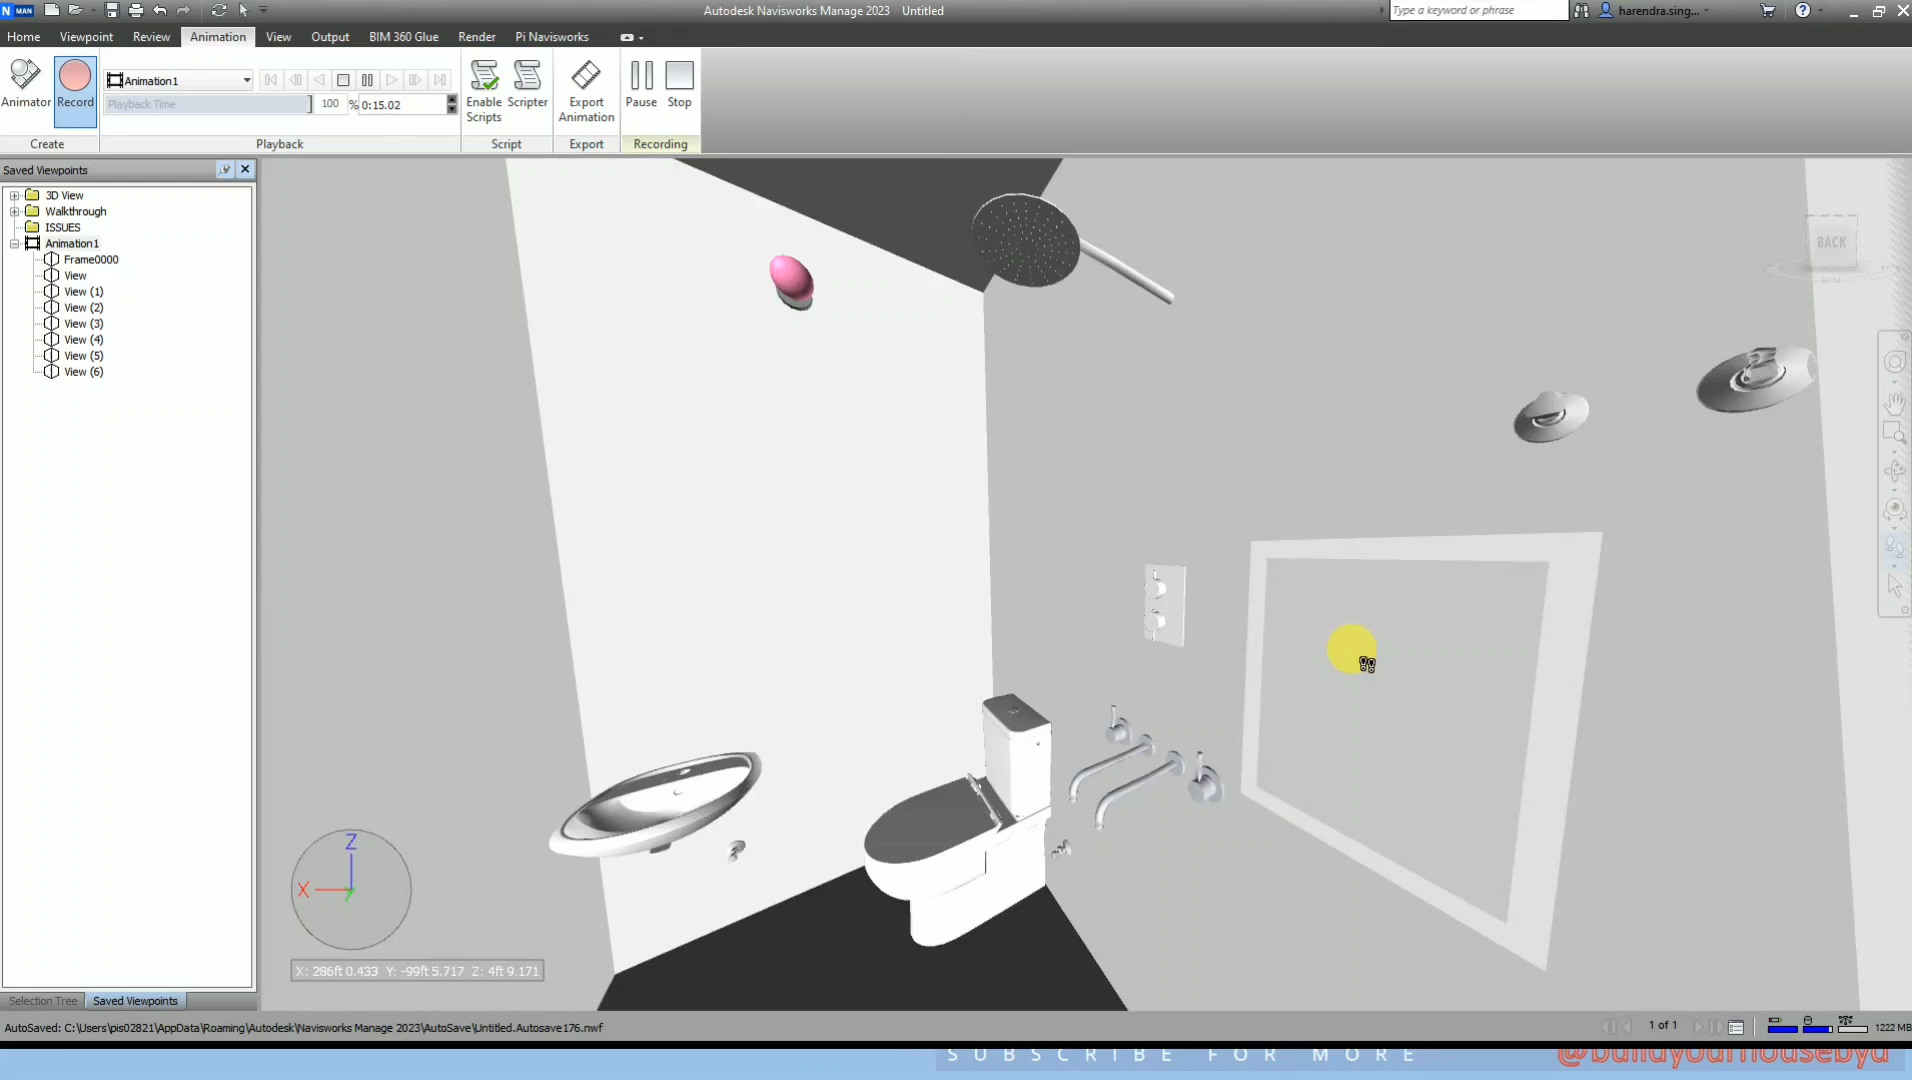 N MAN
Autodesk Navisworks Manage 2023 Untitled
Type a keyword or phrase
harendra.sing...
Home Viewpoint Review Animation View Output BIM 360 Glue Render Pi Navisworks
Animator
Record
Animation1
Playback Time
100 % 0:15.02
Enable Scripts
Scripter
Export Animation
Pause
Stop
Create
Playback
Script
Export
Recording
Saved Viewpoints
3D View
Walkthrough
ISSUES
Animation1
Frame0000
View
View (1)
View (2)
View (3)
View (4)
View (5)
View (6)
BACK
Z
X
Y
X: 286ft 0.433 Y: -99ft 5.717 Z: 4ft 9.171
Selection Tree Saved Viewpoints
AutoSaved: C:\Users\pis02821\AppData\Roaming\Autodesk\Navisworks Manage 2023\AutoSave\Untitled.Autosave176.nwf
1 of 1
1222 MB
SUBSCRIBE FOR MORE
@buildyourhousebyu